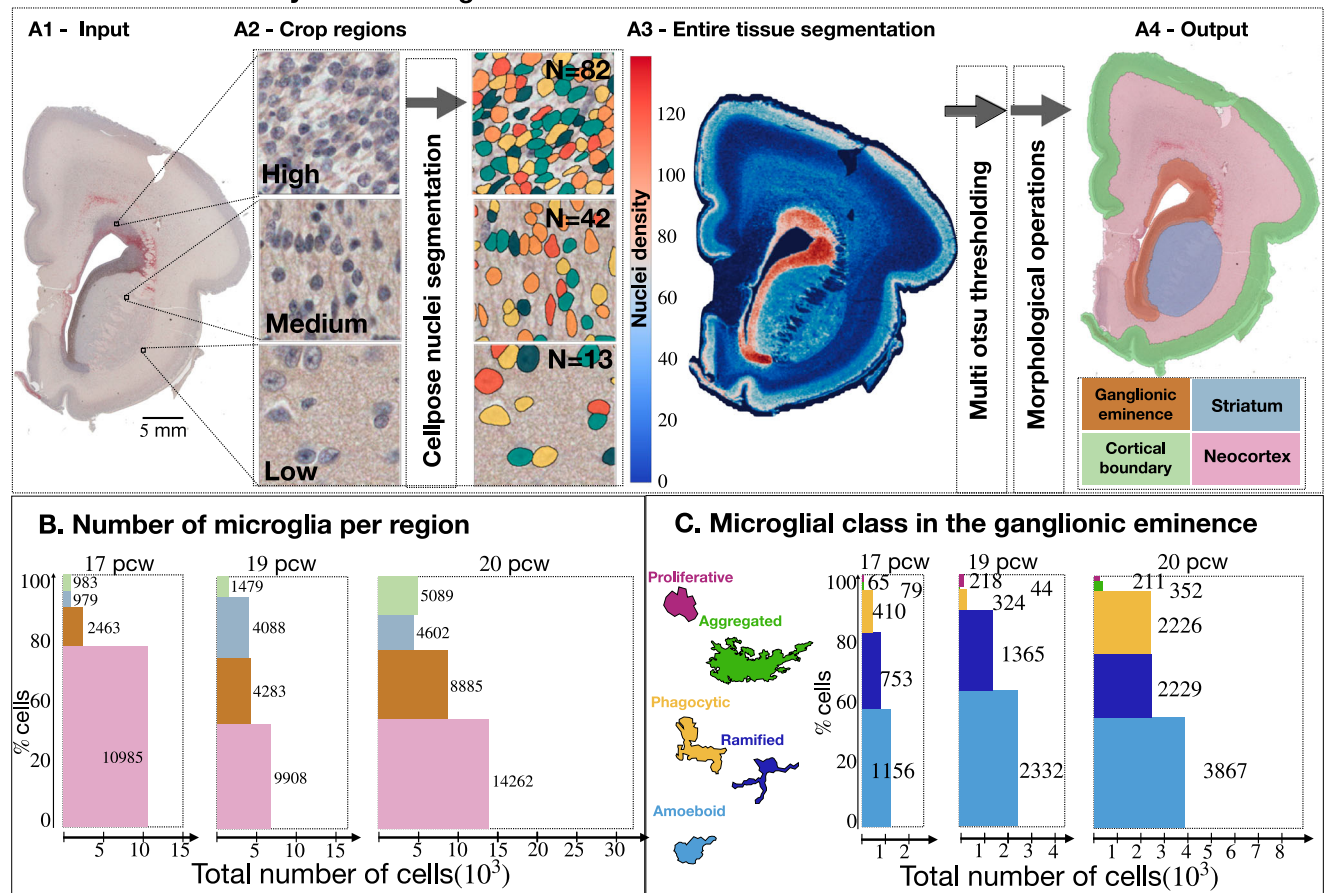 A1 - Input
A2 - Crop regions
A3 - Entire tissue segmentation
A4 - Output
High
Medium
Low
Cellpose nuclei segmentation
N=82
N=42
N=13
5 mm
Nuclei density
120
100
80
60
40
20
0
Multi otsu thresholding
Morphological operations
Ganglionic
eminence
Striatum
Cortical
boundary
Neocortex
B. Number of microglia per region
17 pcw
19 pcw
20 pcw
% cells
100
80
60
20
0
983
979
2463
10985
1479
4088
4283
9908
5089
4602
8885
14262
5 10 15
5 10 15
5 10 15 20 25 30
Total number of cells(10³)
C. Microglial class in the ganglionic eminence
Proliferative
Aggregated
Phagocytic
Ramified
Amoeboid
17 pcw
19 pcw
20 pcw
% cells
100
80
60
20
0
65 79
410
753
1156
218 44
324
1365
2332
211 352
2226
2229
3867
1 2
1 2 3 4
1 2 3 4 5 6 7 8
Total number of cells(10³)